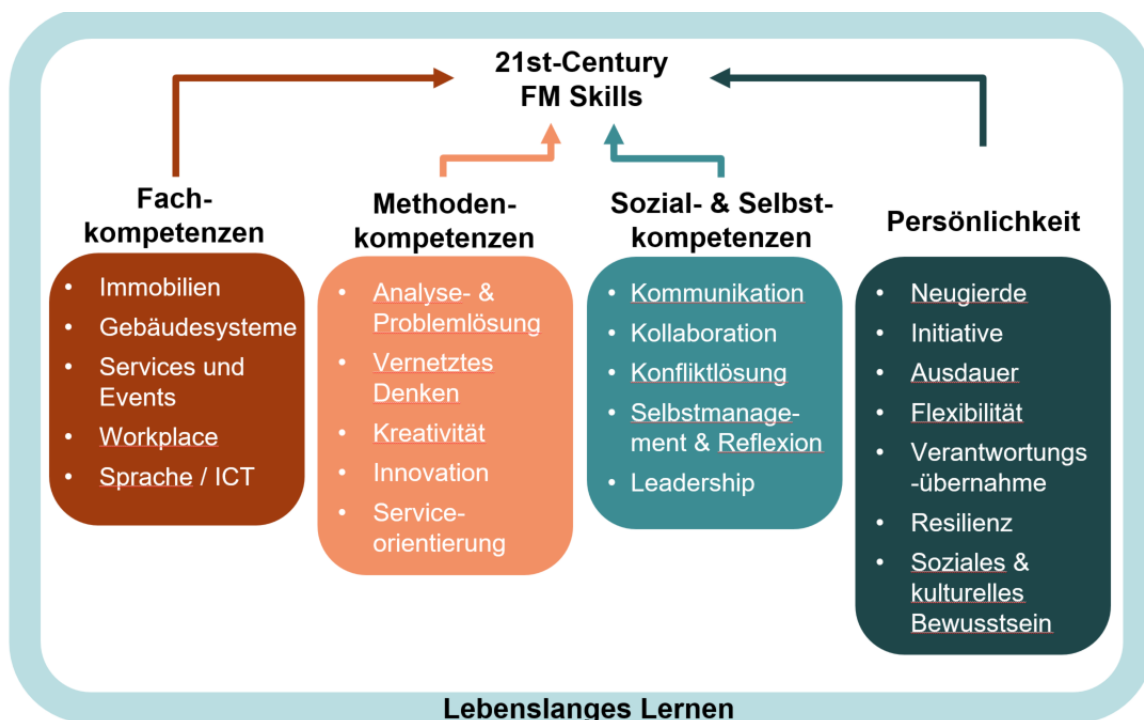 21st-Century
FM Skills
Fach-
kompetenzen
• Immobilien
• Gebäudesysteme
• Services und
Events
• Workplace
• Sprache / ICT
Methoden-
kompetenzen
• Analyse- &
Problemlösung
• Vernetztes
Denken
• Kreativität
• Innovation
• Service-
orientierung
Sozial- & Selbst-
kompetenzen
• Kommunikation
• Kollaboration
• Konfliktlösung
• Selbstmanage-
ment & Reflexion
• Leadership
Persönlichkeit
• Neugierde
• Initiative
• Ausdauer
• Flexibilität
• Verantwortungs
-übernahme
• Resilienz
• Soziales &
kulturelles
Bewusstsein
Lebenslanges Lernen